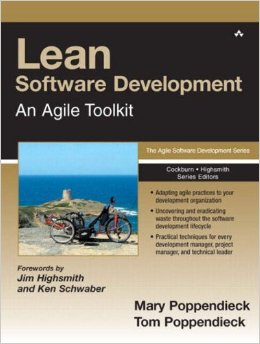 Lean
Software Development
An Agile Toolkit
The Agile Software Development Series
Cockburn • Highsmith
Series Editors
• Adapting agile practices to your
development organization
• Uncovering and eradicating
waste throughout the software
development lifecycle
• Practical techniques for every
development manager, project
manager, and technical leader
Forewords by
Jim Highsmith
and Ken Schwaber
Mary Poppendieck
Tom Poppendieck